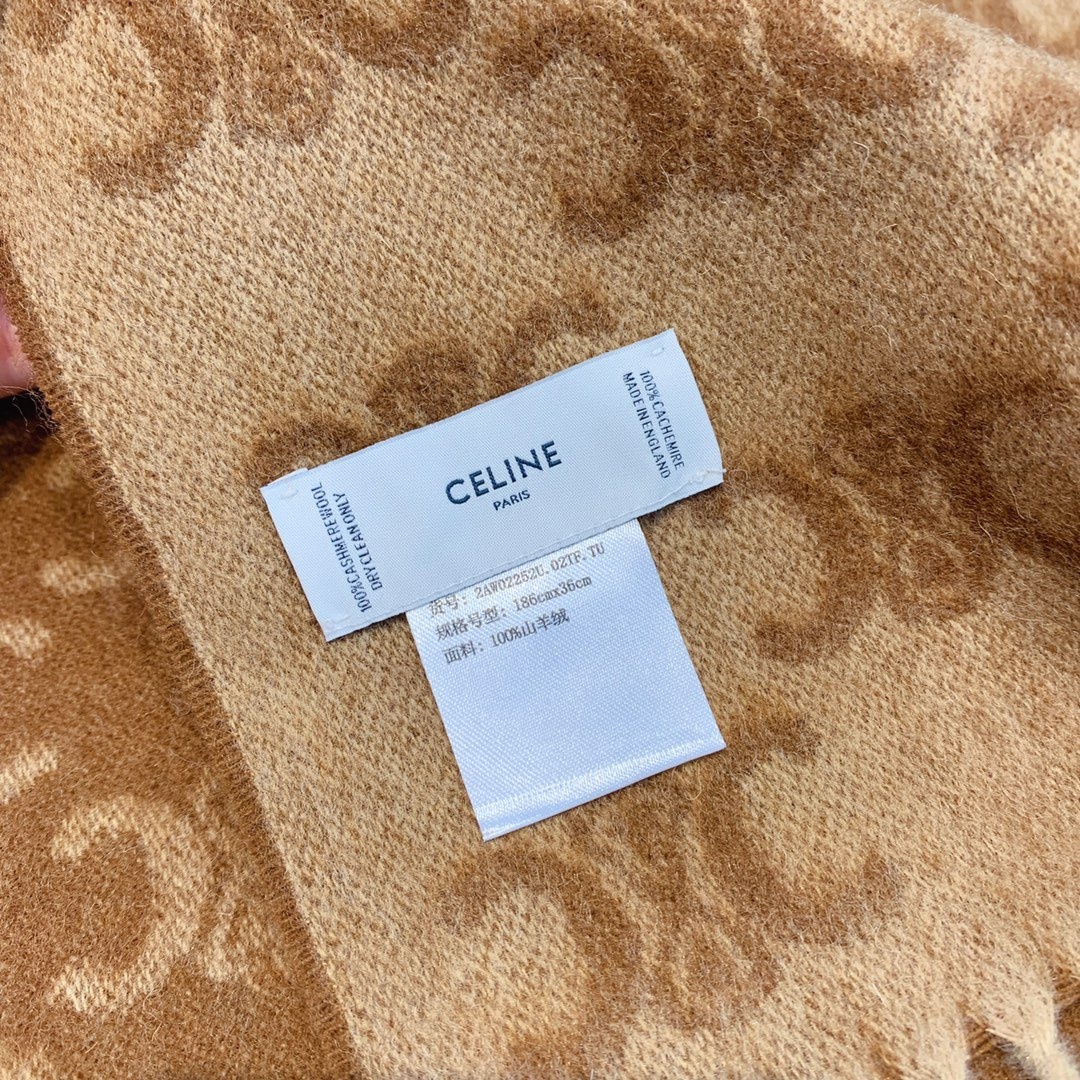 CELINE
PARIS
100%CACHEMIRE
MADE IN ENGLAND
100%CASHMEREWOOL
DRY CLEAN ONLY
货号: 2AW02252U.02TF.TU
规格号型: 186cmx36cm
面料: 100%山羊绒